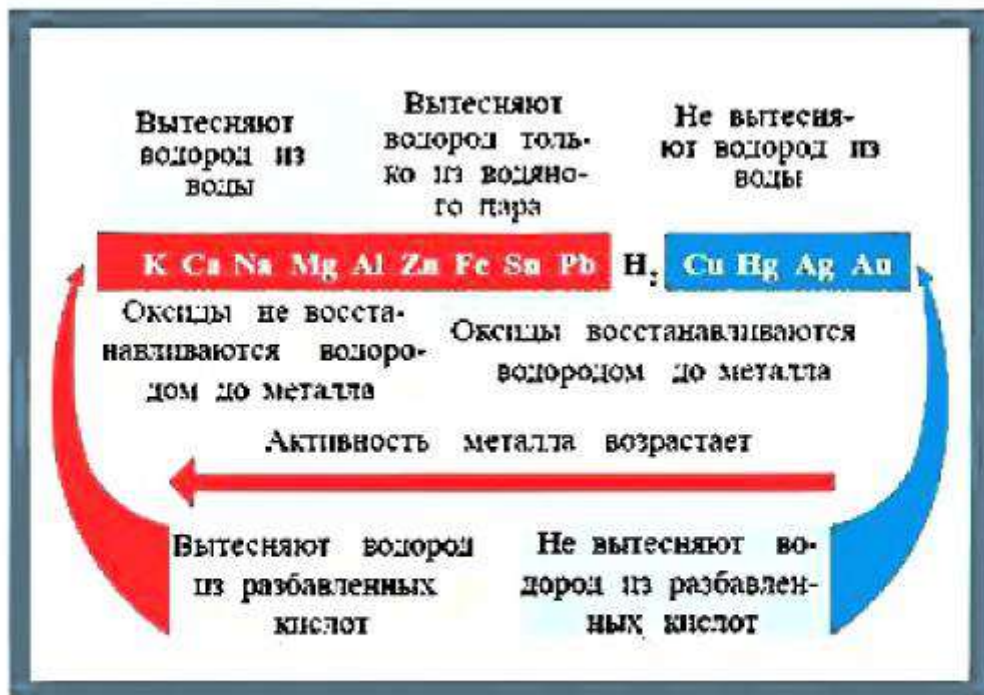 Вытесняют
водород из
воды
Вытесняют
водород толь-
ко из водяно-
го пара
Не вытесня-
ют водород из
воды
K Ca Na Mg Al Zn Fe Sn Pb H₂ Cu Hg Ag Au
Оксиды не восста-
навливаются водоро-
дом до металла
Оксиды восстанавливаются
водородом до металла
Активность металла возрастает
Вытесняют водород
из разбавленных
кислот
Не вытесняют во-
дород из разбавлен-
ных кислот